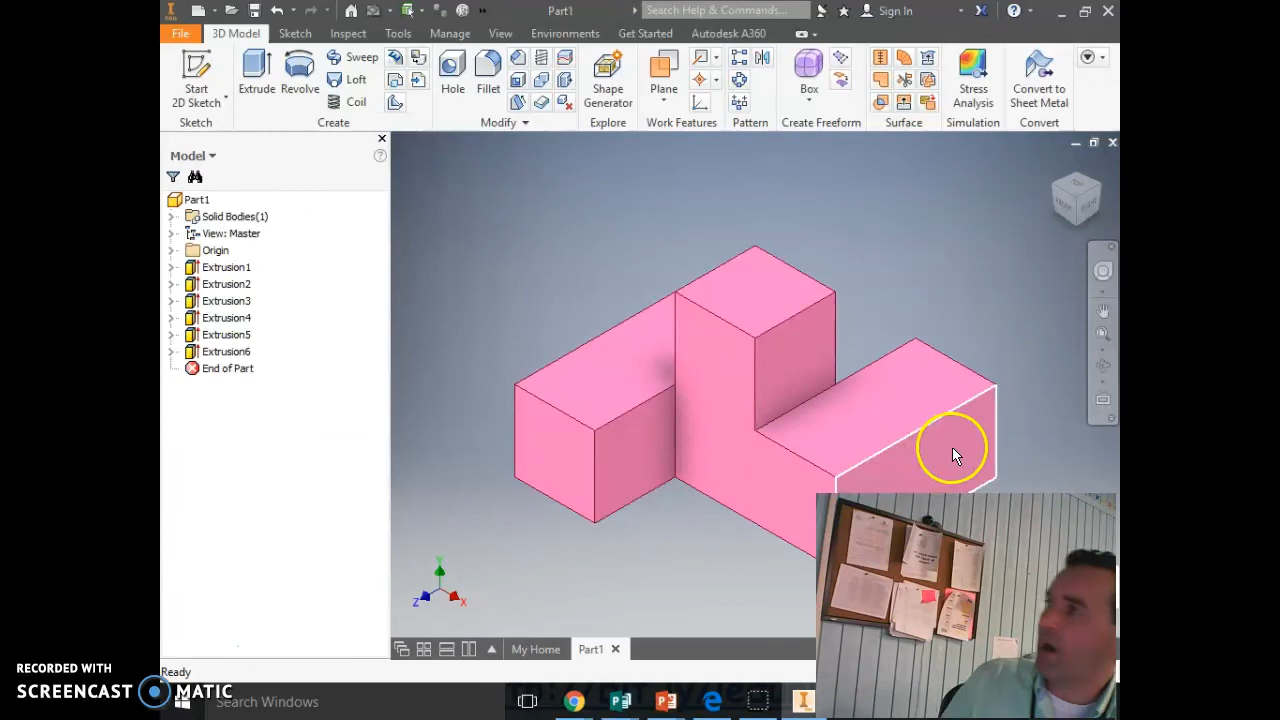 Part1
Search Help & Commands...
Sign In
File
3D Model
Sketch
Inspect
Tools
Manage
View
Environments
Get Started
Autodesk A360
Start
2D Sketch
Extrude
Revolve
Sweep
Loft
Coil
Hole
Fillet
Shape
Generator
Plane
Box
Stress
Analysis
Convert to
Sheet Metal
Sketch
Create
Modify
Explore
Work Features
Pattern
Create Freeform
Surface
Simulation
Convert
Model
Part1
Solid Bodies(1)
View: Master
Origin
Extrusion1
Extrusion2
Extrusion3
Extrusion4
Extrusion5
Extrusion6
End of Part
TOP
FRONT
RIGHT
Y
Z
X
My Home
Part1
Ready
RECORDED WITH
SCREENCAST MATIC
Search Windows